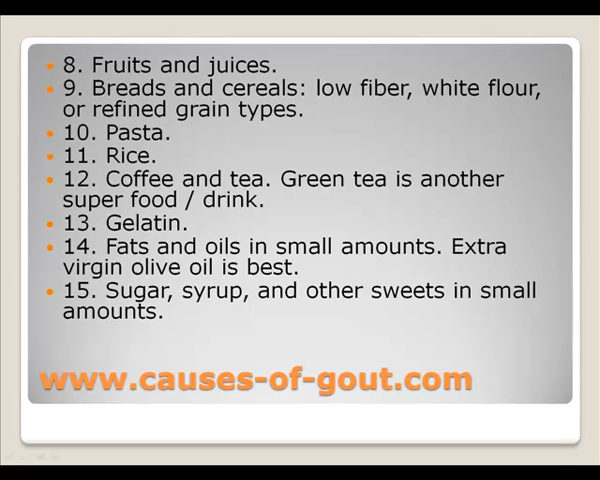 8. Fruits and juices.
9. Breads and cereals: low fiber, white flour,
or refined grain types.
10. Pasta.
11. Rice.
12. Coffee and tea. Green tea is another
super food / drink.
13. Gelatin.
14. Fats and oils in small amounts. Extra
virgin olive oil is best.
15. Sugar, syrup, and other sweets in small
amounts.
www.causes-of-gout.com